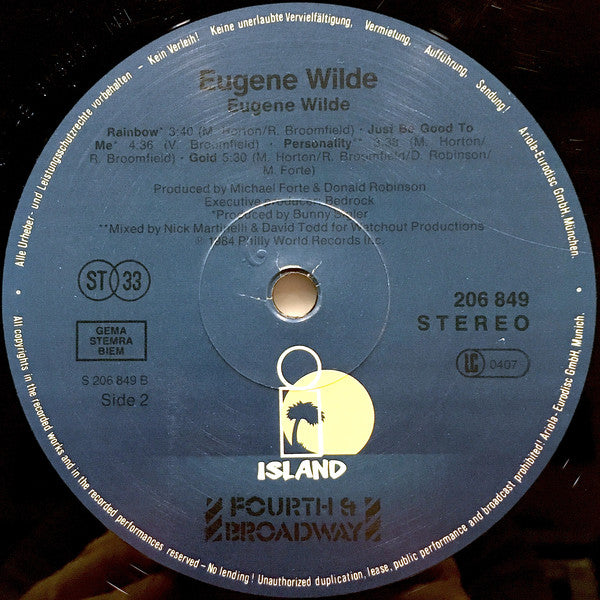 Alle Urheber- und Leistungsschutzrechte vorbehalten - Kein Verleih! Keine unerlaubte Vervielfältigung, Vermietung, Aufführung, Sendung! Ariola-Eurodisc GmbH, München.
Eugene Wilde
Eugene Wilde
Rainbow* 3:40 (M. Horton/R. Broomfield) · Just Be Good To
Me* 4.36 (V. Broomfield) · Personality** 3:38 (M. Horton/
R. Broomfield) · Gold 5:30 (M. Horton/R. Broomfield/D. Robinson/
M. Forte)
Produced by Michael Forte & Donald Robinson
Executive producer: Bedrock
*Produced by Bunny Sigler
**Mixed by Nick Martinelli & David Todd for Watchout Productions
℗ 1984 Philly World Records Inc.
ST 33
GEMA
STEMRA
BIEM
S 206 849 B
Side 2
206 849
STEREO
LC 0407
ISLAND
FOURTH &
BROADWAY
All copyrights in the recorded works and in the recorded performances reserved - No lending! Unauthorized duplication, lease, public performance and broadcast prohibited! Ariola-Eurodisc GmbH, Munich.